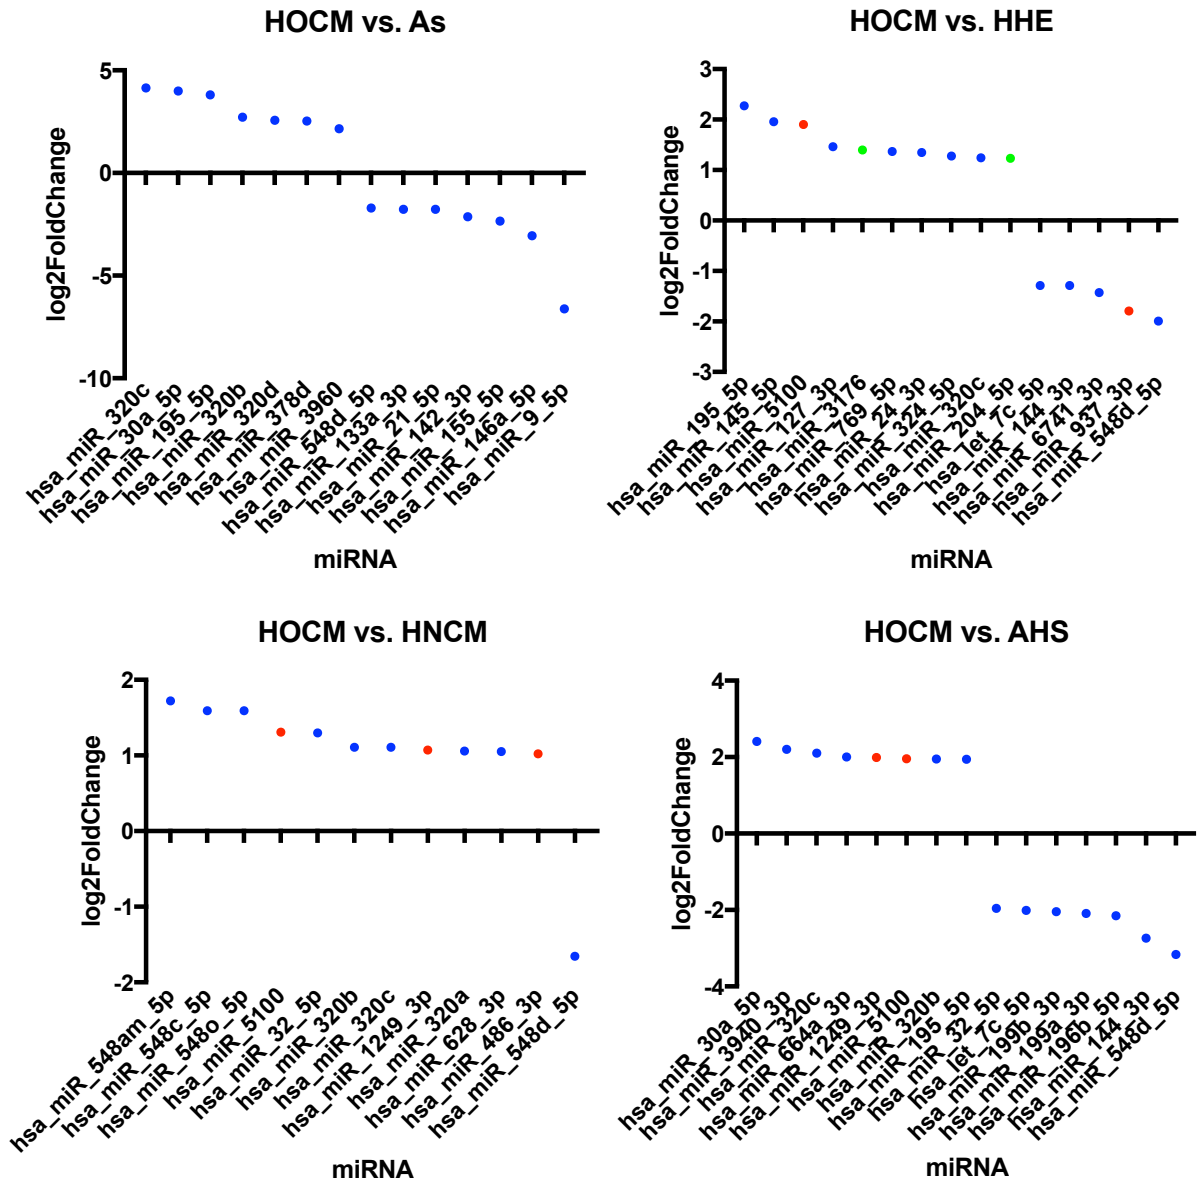 HOCM vs. As
log2FoldChange
5
0
-5
-10
hsa_miR_320c
hsa_miR_30a_5p
hsa_miR_195_5p
hsa_miR_320b
hsa_miR_320d
hsa_miR_378d
hsa_miR_3960
hsa_miR_548d_5p
hsa_miR_133a_3p
hsa_miR_21_5p
hsa_miR_142_3p
hsa_miR_155_5p
hsa_miR_146a_5p
hsa_miR_9_5p
miRNA
HOCM vs. HHE
log2FoldChange
3
2
1
0
-1
-2
-3
hsa_miR_195_5p
hsa_miR_145_5p
hsa_miR_5100
hsa_miR_127_3p
hsa_miR_3176
hsa_miR_769_5p
hsa_miR_24_3p
hsa_miR_324_5p
hsa_miR_320c
hsa_miR_204_5p
hsa_let_7c_5p
hsa_miR_144_3p
hsa_miR_6741_3p
hsa_miR_937_3p
hsa_miR_548d_5p
miRNA
HOCM vs. HNCM
log2FoldChange
2
1
0
-1
-2
hsa_miR_548am_5p
hsa_miR_548c_5p
hsa_miR_548o_5p
hsa_miR_5100
hsa_miR_32_5p
hsa_miR_320b
hsa_miR_320c
hsa_miR_1249_3p
hsa_miR_320a
hsa_miR_628_3p
hsa_miR_486_3p
hsa_miR_548d_5p
miRNA
HOCM vs. AHS
log2FoldChange
4
2
0
-2
-4
hsa_miR_30a_5p
hsa_miR_3940_3p
hsa_miR_320c
hsa_miR_664a_3p
hsa_miR_1249_3p
hsa_miR_5100
hsa_miR_320b
hsa_miR_195_5p
hsa_miR_32_5p
hsa_let_7c_5p
hsa_miR_199b_3p
hsa_miR_199a_3p
hsa_miR_196b_5p
hsa_miR_144_3p
hsa_miR_548d_5p
miRNA